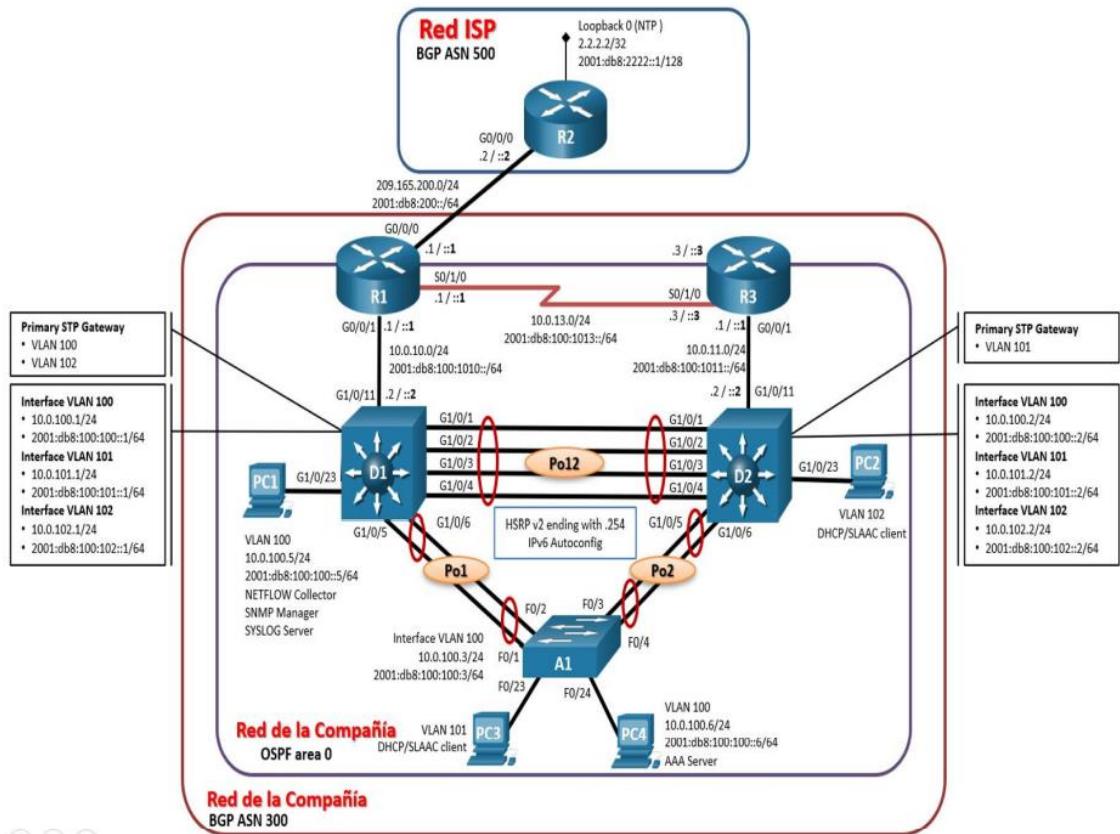 Red ISP
BGP ASN 500
Loopback 0 (NTP )
2.2.2.2/32
2001:db8:2222::1/128
R2
G0/0/0
.2 / ::2
209.165.200.0/24
2001:db8:200::/64
G0/0/0
.1 / ::1
R1
S0/1/0
.1 / ::1
.3 / ::3
S0/1/0
.3 / ::3
R3
10.0.13.0/24
2001:db8:100:1013::/64
G0/0/1
.1 / ::1
10.0.10.0/24
2001:db8:100:1010::/64
.2 / ::2
G1/0/11
.1 / ::1
G0/0/1
10.0.11.0/24
2001:db8:100:1011::/64
.2 / ::2
G1/0/11
Primary STP Gateway
• VLAN 100
• VLAN 102
Interface VLAN 100
• 10.0.100.1/24
• 2001:db8:100:100::1/64
Interface VLAN 101
• 10.0.101.1/24
• 2001:db8:100:101::1/64
Interface VLAN 102
• 10.0.102.1/24
• 2001:db8:100:102::1/64
Primary STP Gateway
• VLAN 101
Interface VLAN 100
• 10.0.100.2/24
• 2001:db8:100:100::2/64
Interface VLAN 101
• 10.0.101.2/24
• 2001:db8:100:101::2/64
Interface VLAN 102
• 10.0.102.2/24
• 2001:db8:100:102::2/64
G1/0/1
G1/0/2
G1/0/3
G1/0/4
Po12
G1/0/1
G1/0/2
G1/0/3
G1/0/4
D1
D2
PC1
G1/0/23
G1/0/23
PC2
VLAN 102
DHCP/SLAAC client
G1/0/5
G1/0/6
HSRP v2 ending with .254
IPv6 Autoconfig
G1/0/5
G1/0/6
VLAN 100
10.0.100.5/24
2001:db8:100:100::5/64
NETFLOW Collector
SNMP Manager
SYSLOG Server
Po1
Po2
F0/2
F0/3
F0/1
F0/4
Interface VLAN 100
10.0.100.3/24
2001:db8:100:100:3/64
A1
F0/23
F0/24
VLAN 101
DHCP/SLAAC client
PC3
PC4
VLAN 100
10.0.100.6/24
2001:db8:100:100::6/64
AAA Server
Red de la Compañía
OSPF area 0
Red de la Compañía
BGP ASN 300